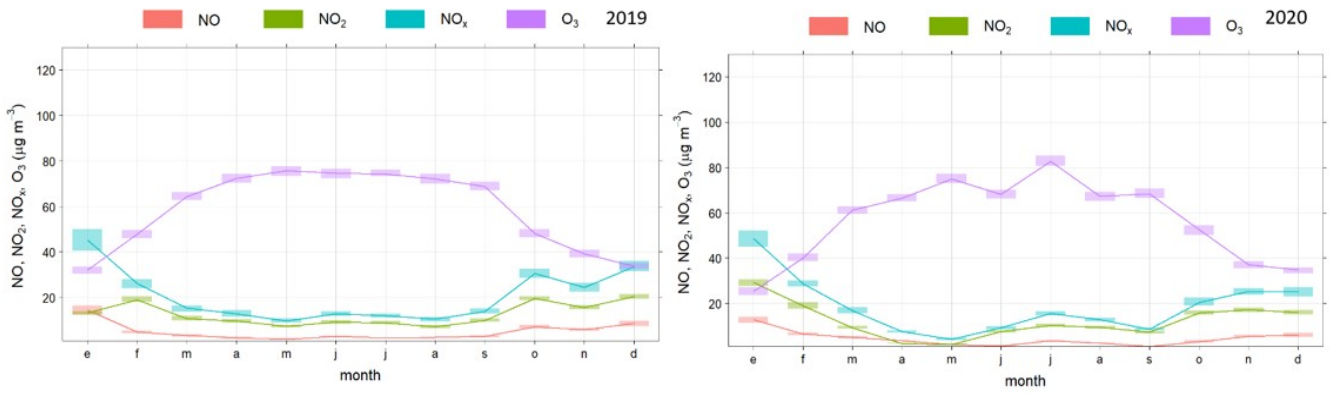 NO NO₂ NOₓ O₃ 2019
NO, NO₂, NOₓ, O₃ (μg m⁻³)
120
100
80
60
40
20
e f m a m j j a s o n d
month
NO NO₂ NOₓ O₃ 2020
NO, NO₂, NOₓ, O₃ (μg m⁻³)
120
100
80
60
40
20
e f m a m j j a s o n d
month